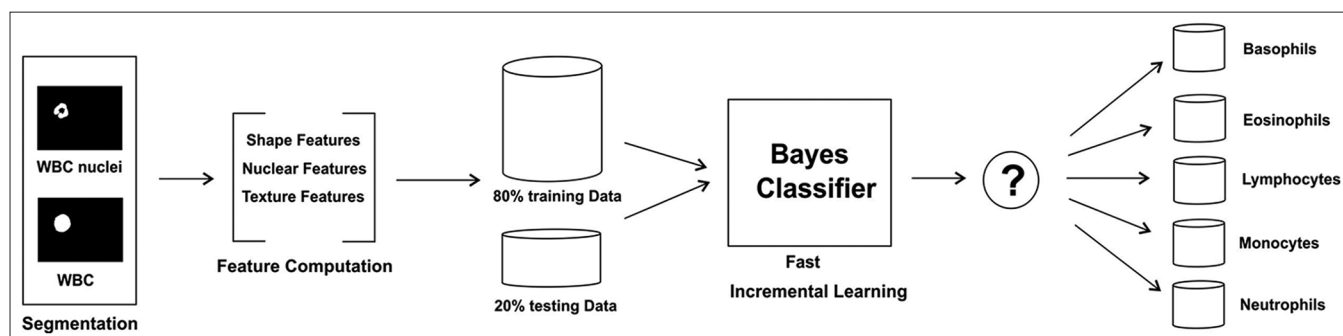 WBC nuclei
WBC
Segmentation
Shape Features
Nuclear Features
Texture Features
Feature Computation
80% training Data
20% testing Data
Bayes
Classifier
Fast
Incremental Learning
?
Basophils
Eosinophils
Lymphocytes
Monocytes
Neutrophils